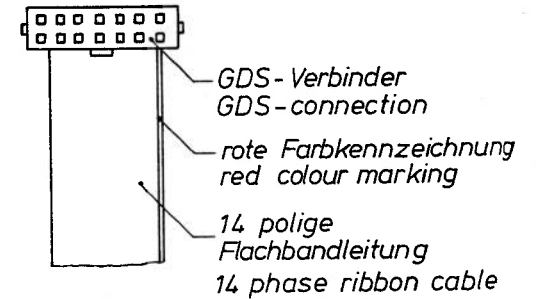 GDS-Verbinder
GDS-connection
rote Farbkennzeichnung
red colour marking
14 polige
Flachbandleitung
14 phase ribbon cable